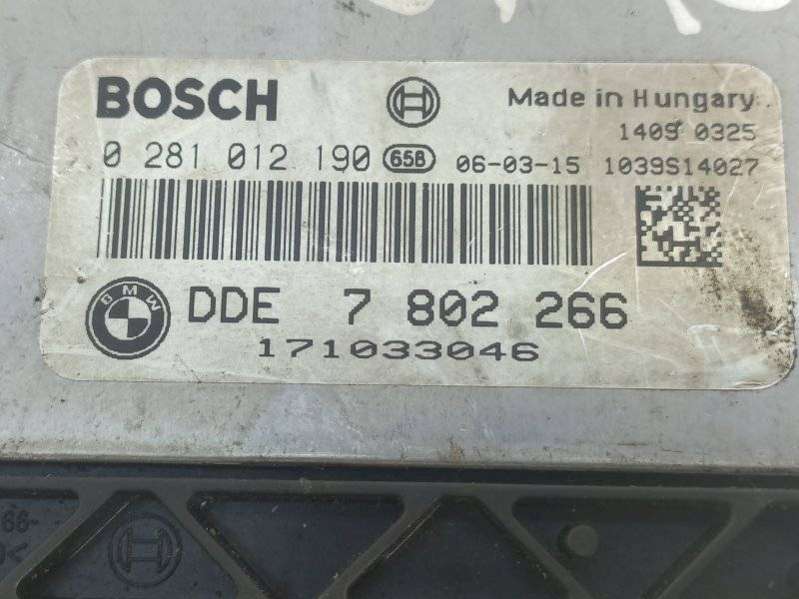 BOSCH
Made in Hungary
1409 0325
0 281 012 190 658 06-03-15 1039S14027
BMW
DDE 7 802 266
171033046
66-